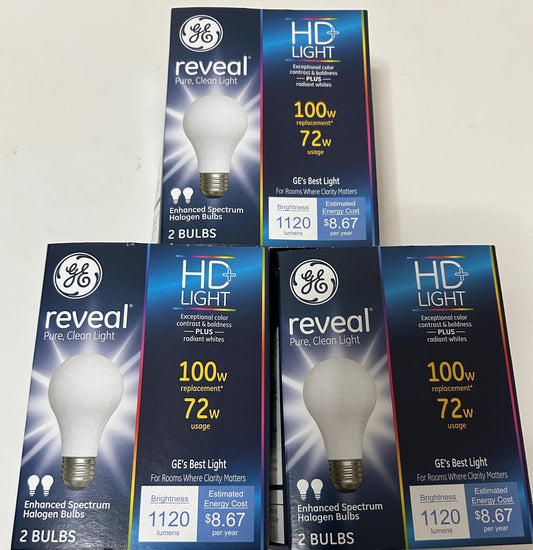 GE
reveal®
Pure, Clean Light
Enhanced Spectrum
Halogen Bulbs
2 BULBS
HD+
LIGHT
Exceptional color
contrast & boldness
— PLUS —
radiant whites
100w
replacement*
72w
usage
GE's Best Light
For Rooms Where Clarity Matters
Brightness
1120
lumens
Estimated
Energy Cost
$8.67
per year
GE
reveal®
Pure, Clean Light
Enhanced Spectrum
Halogen Bulbs
2 BULBS
HD+
LIGHT
Exceptional color
contrast & boldness
— PLUS —
radiant whites
100w
replacement*
72w
usage
GE's Best Light
For Rooms Where Clarity Matters
Brightness
1120
lumens
Estimated
Energy Cost
$8.67
per year
GE
reveal®
Pure, Clean Light
Enhanced Spectrum
Halogen Bulbs
2 BULBS
HD+
LIGHT
Exceptional color
contrast & boldness
— PLUS —
radiant whites
100w
replacement*
72w
usage
GE's Best Light
For Rooms Where Clarity Matters
Brightness
1120
lumens
Estimated
Energy Cost
$8.67
per year